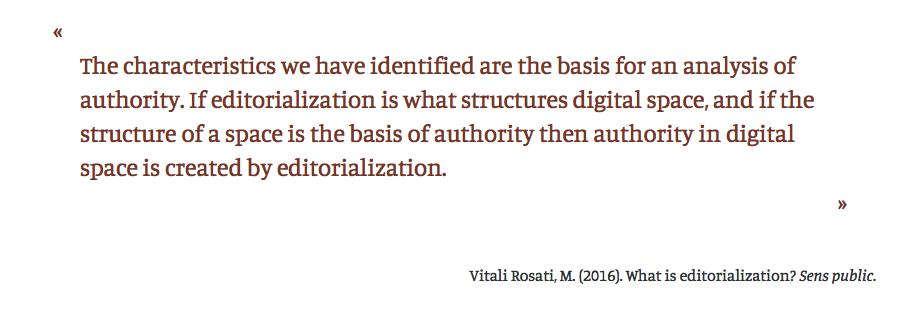 «
The characteristics we have identified are the basis for an analysis of
authority. If editorialization is what structures digital space, and if the
structure of a space is the basis of authority then authority in digital
space is created by editorialization.
»
Vitali Rosati, M. (2016). What is editorialization? Sens public.